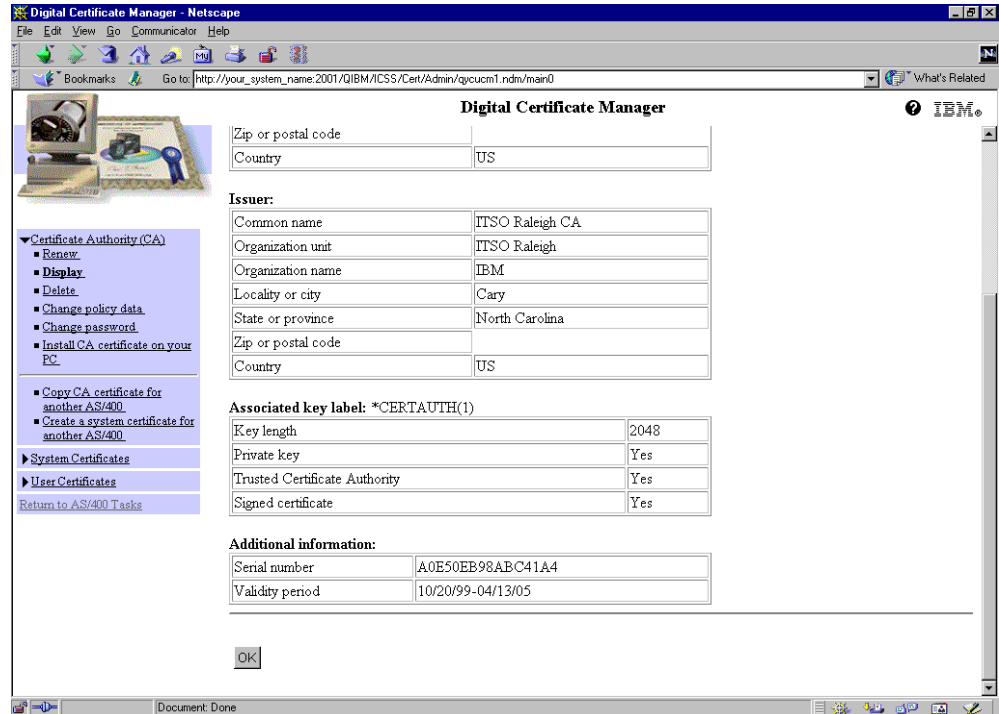 Digital Certificate Manager - Netscape
File Edit View Go Communicator Help
My
N
Bookmarks Go to: http://your_system_name:2001/QIBM/ICSS/Cert/Admin/qycucm1.ndm/main0 What's Related
Digital Certificate Manager
IBM®
Zip or postal code
Country US
Issuer:
Common name ITSO Raleigh CA
Organization unit ITSO Raleigh
Organization name IBM
Locality or city Cary
State or province North Carolina
Zip or postal code
Country US
Associated key label: *CERTAUTH(1)
Key length 2048
Private key Yes
Trusted Certificate Authority Yes
Signed certificate Yes
Additional information:
Serial number A0E50EB98ABC41A4
Validity period 10/20/99-04/13/05
OK
Certificate Authority (CA)
Renew
Display
Delete
Change policy data
Change password
Install CA certificate on your
PC
Copy CA certificate for
another AS/400
Create a system certificate for
another AS/400
System Certificates
User Certificates
Return to AS/400 Tasks
Document: Done